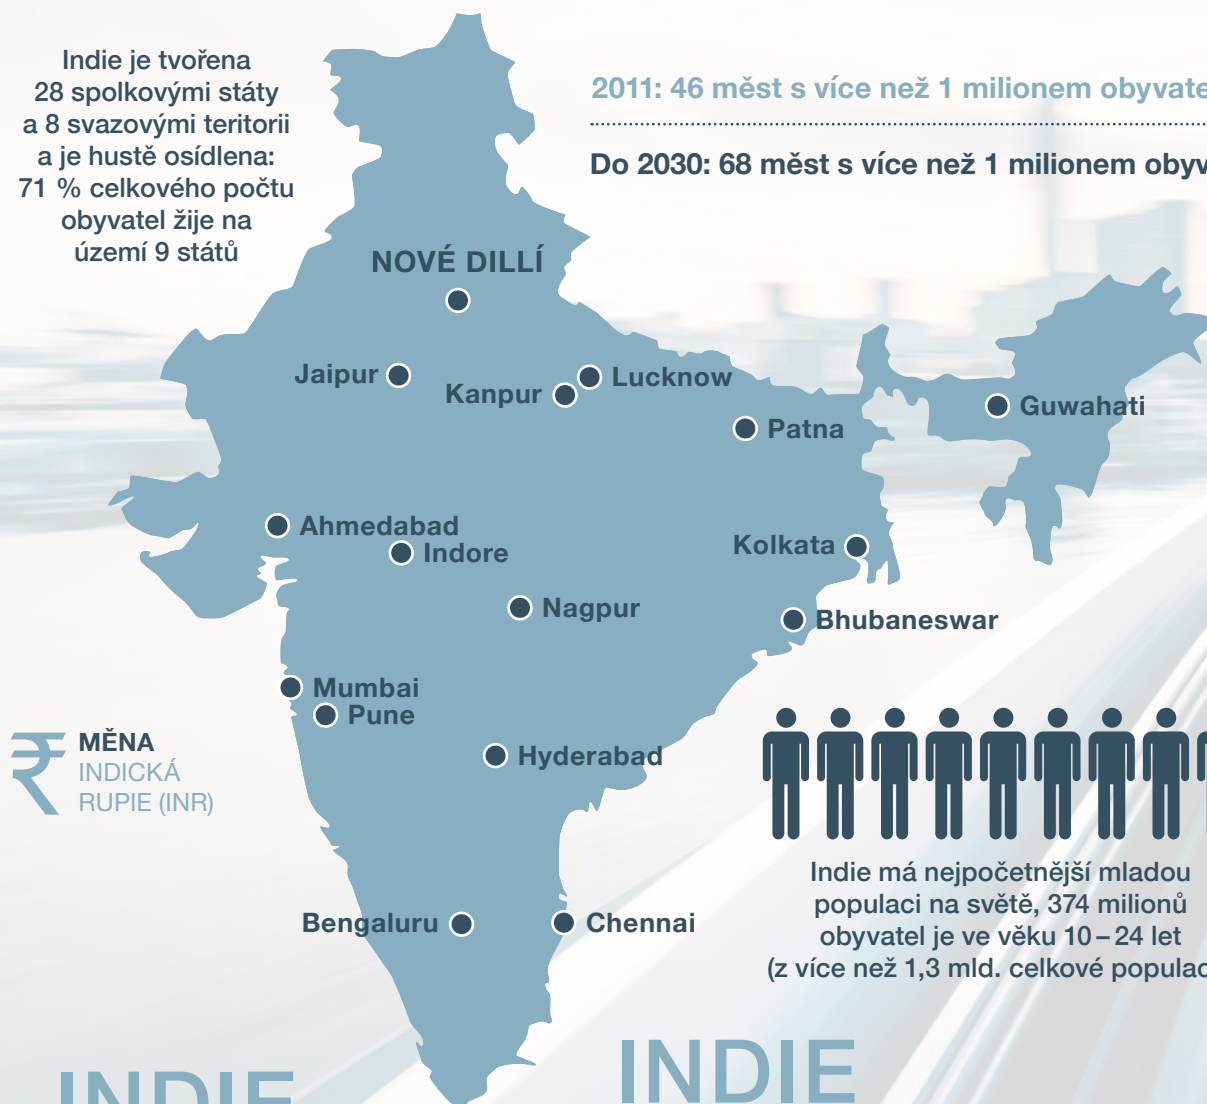 Indie je tvořena
28 spolkovými státy
a 8 svazovými teritorii
a je hustě osídlena:
71 % celkového počtu
obyvatel žije na
území 9 států
2011: 46 měst s více než 1 milionem
Do 2030: 68 měst s více než 1 milionem
NOVÉ DILLÍ
Jaipur
Kanpur
Lucknow
Patna
Guwahati
Ahmedabad
Indore
Kolkata
Nagpur
Bhubaneswar
Mumbai
Pune
Hyderabad
₹ MĚNA
INDICKÁ
RUPIE (INR)
Bengaluru
Chennai
Indie má nejpočetnější mladou
populaci na světě, 374 milionů
obyvatel je ve věku 10 – 24 let
(z více než 1,3 mld. celkové
INDIE
INDIE